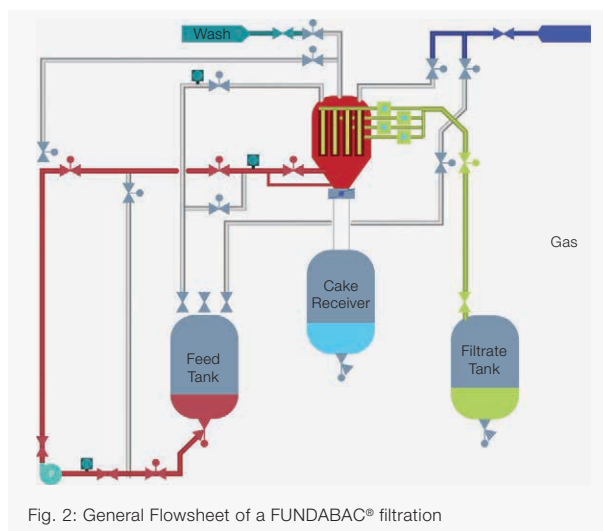 Wash
Gas
Cake
Receiver
Feed
Tank
Filtrate
Tank
Fig. 2: General Flowsheet of a FUNDABAC® filtration